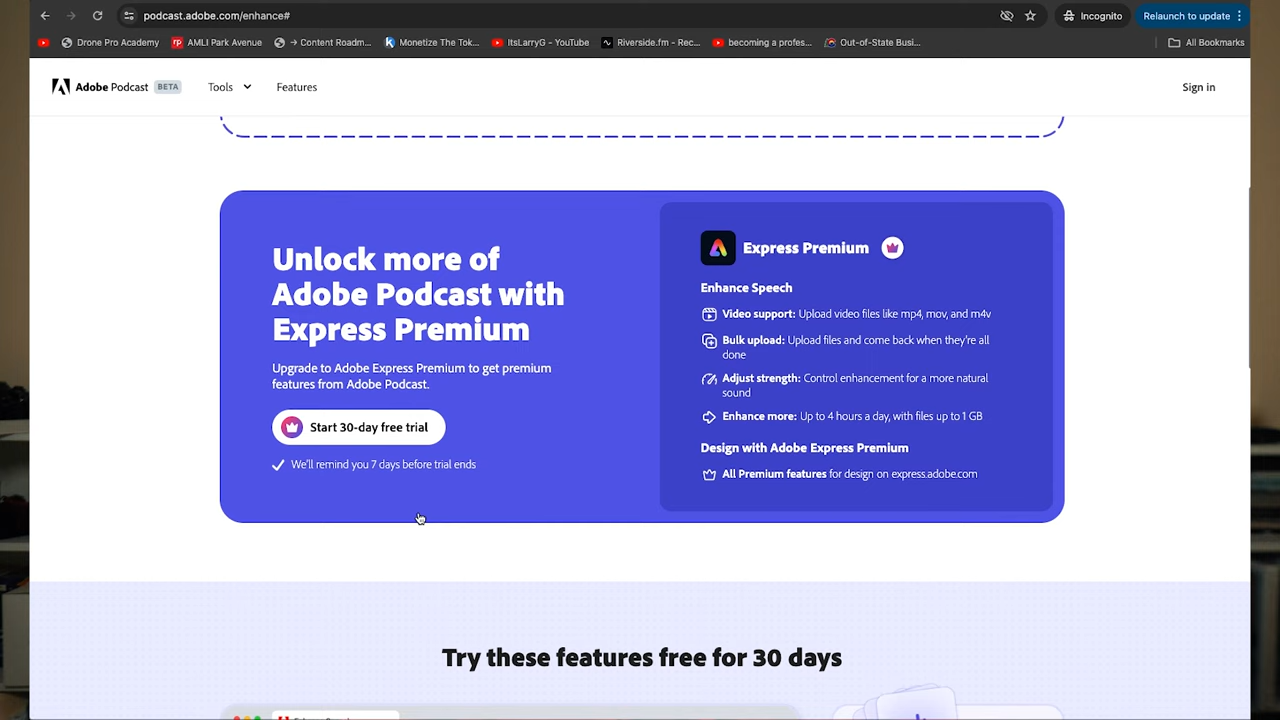 podcast.adobe.com/enhance#
Incognito
Relaunch to update
Drone Pro Academy
AMLI Park Avenue
-> Content Roadm...
Monetize The Tok...
ItsLarryG - YouTube
Riverside.fm - Rec...
becoming a profes...
Out-of-State Busi...
All Bookmarks
Adobe Podcast BETA
Tools
Features
Sign in
Unlock more of
Adobe Podcast with
Express Premium
Upgrade to Adobe Express Premium to get premium
features from Adobe Podcast.
Start 30-day free trial
We'll remind you 7 days before trial ends
Express Premium
Enhance Speech
Video support: Upload video files like mp4, mov, and m4v
Bulk upload: Upload files and come back when they're all
done
Adjust strength: Control enhancement for a more natural
sound
Enhance more: Up to 4 hours a day, with files up to 1 GB
Design with Adobe Express Premium
All Premium features for design on express.adobe.com
Try these features free for 30 days